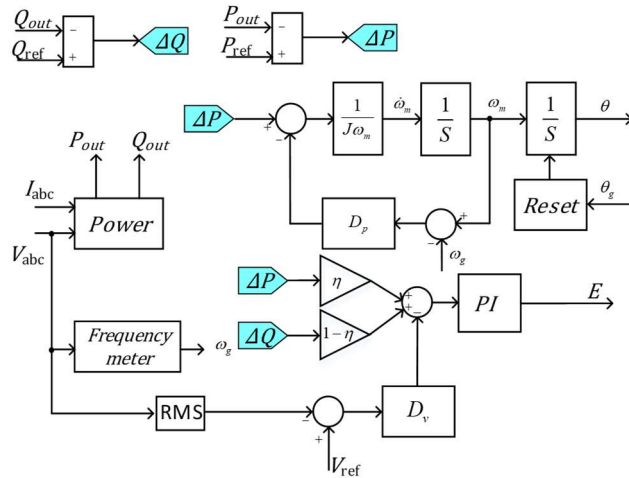 Q_out − ΔQ
Q_ref +
P_out − ΔP
P_ref +
ΔP + − 1/Jω_m ω̇_m 1/S ω_m 1/S θ
P_out Q_out
I_abc
Power
V_abc
D_p − + Reset θ_g
ω_g
ΔP η
+ + − PI E
ΔQ 1−η
Frequency
meter ω_g
RMS − + D_v
V_ref